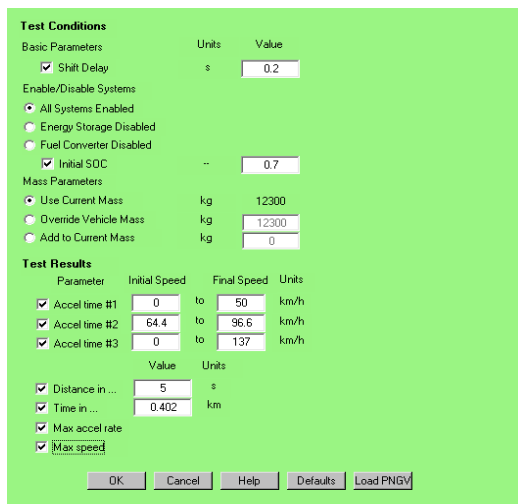 Test Conditions
Basic Parameters Units Value
Shift Delay s 0.2
Enable/Disable Systems
All Systems Enabled
Energy Storage Disabled
Fuel Converter Disabled
Initial SOC -- 0.7
Mass Parameters
Use Current Mass kg 12300
Override Vehicle Mass kg 12300
Add to Current Mass kg 0
Test Results
Parameter Initial Speed Final Speed Units
Accel time #1 0 to 50 km/h
Accel time #2 64.4 to 96.6 km/h
Accel time #3 0 to 137 km/h
Value Units
Distance in ... 5 s
Time in ... 0.402 km
Max accel rate
Max speed
OK Cancel Help Defaults Load PNGV